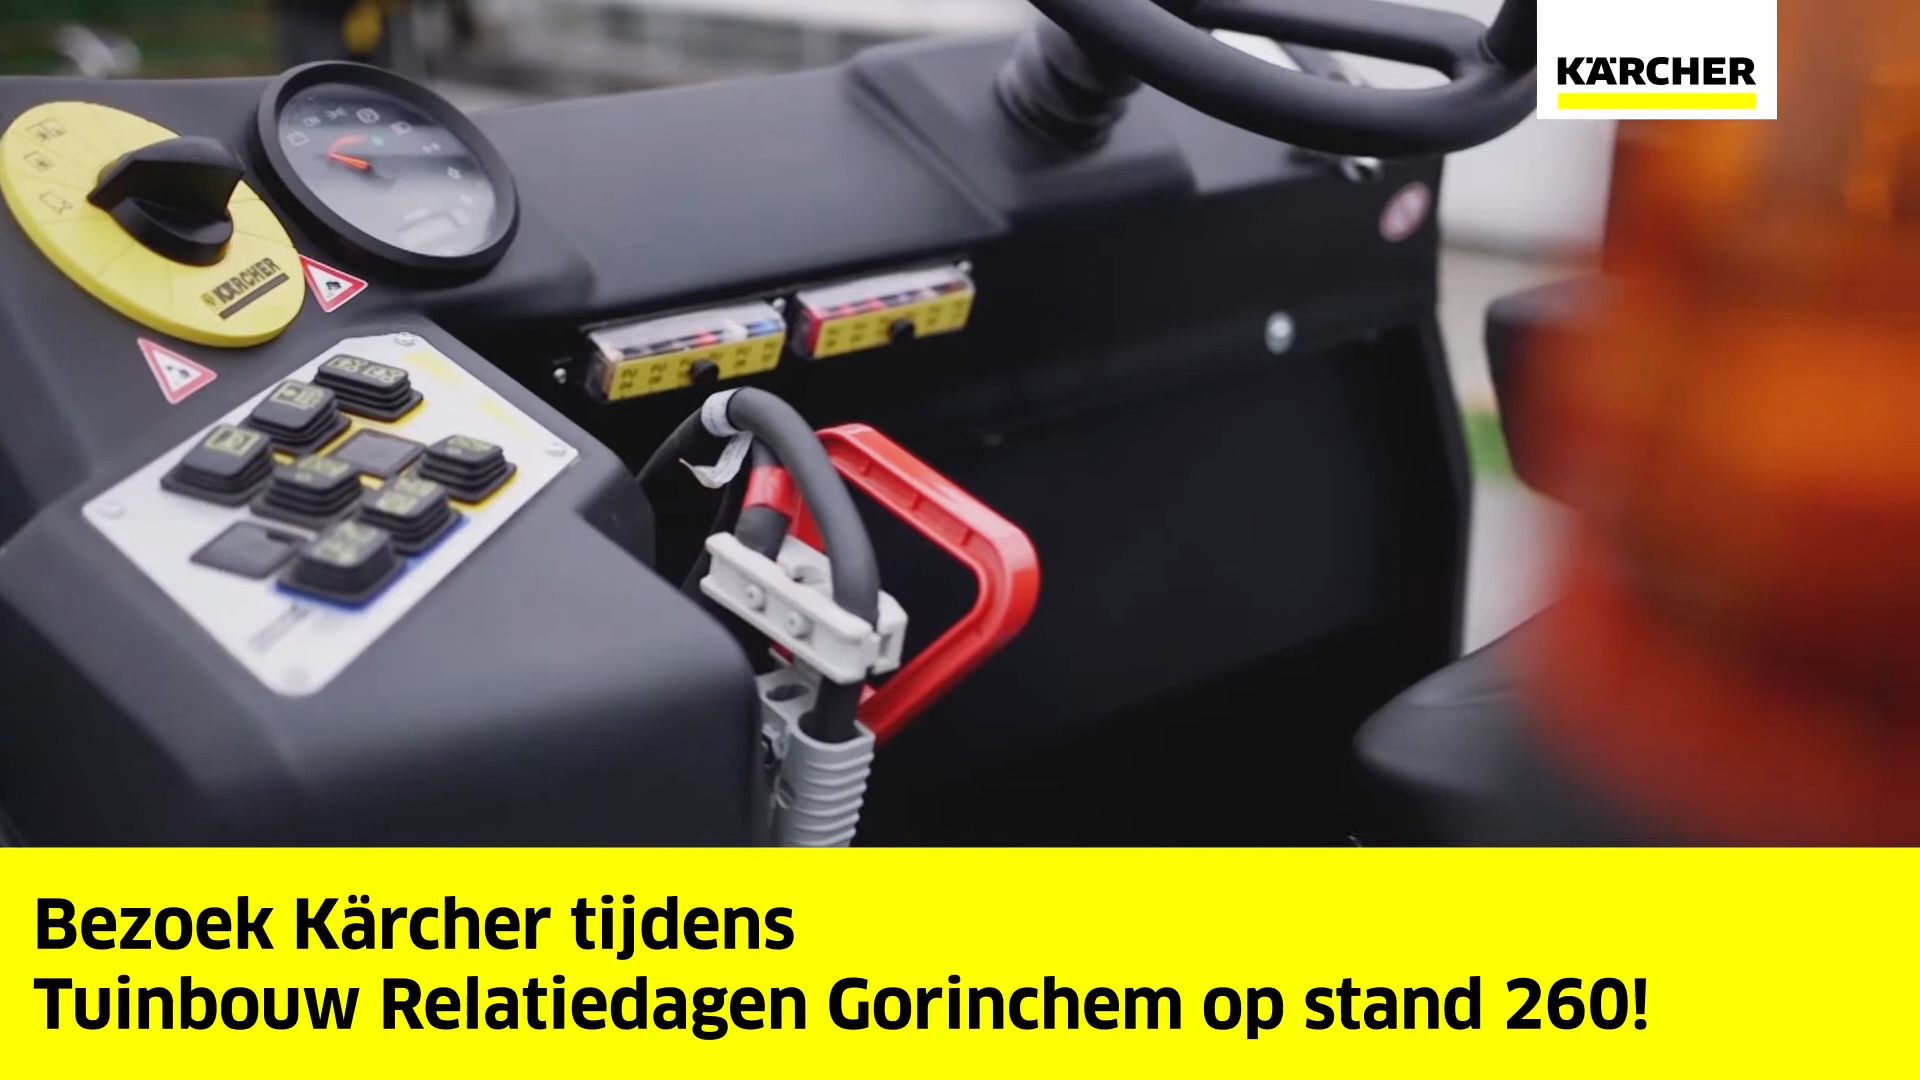 KÄRCHER
KÄRCHER
Bezoek Kärcher tijdens
Tuinbouw Relatiedagen Gorinchem op stand 260!